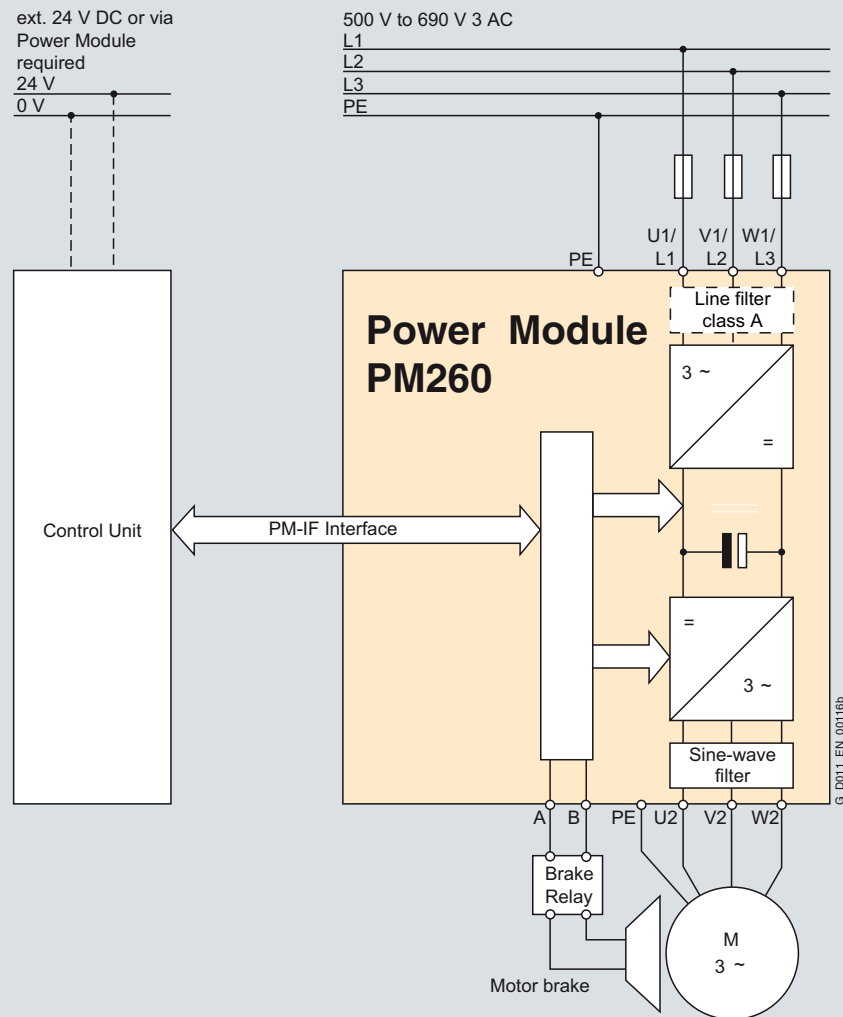 ext. 24 V DC or via
Power Module
required
24 V
0 V
500 V to 690 V 3 AC
L1
L2
L3
PE
PE
U1/
L1
V1/
L2
W1/
L3
Line filter
class A
Power Module
PM260
3 ~
=
Control Unit
PM-IF Interface
=
3 ~
Sine-wave
filter
A
B
PE
U2
V2
W2
Brake
Relay
M
3 ~
Motor brake
G_D011_EN_00116b